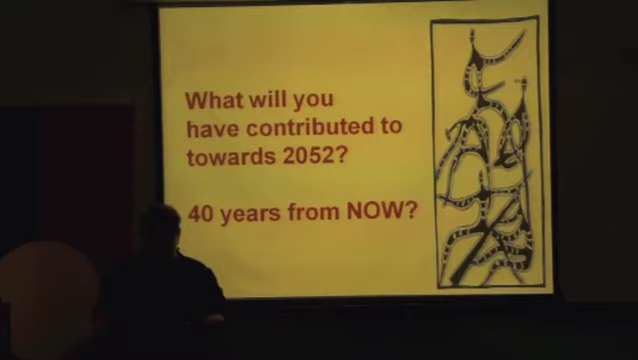 What will you
have contributed to
towards 2052?
40 years from NOW?